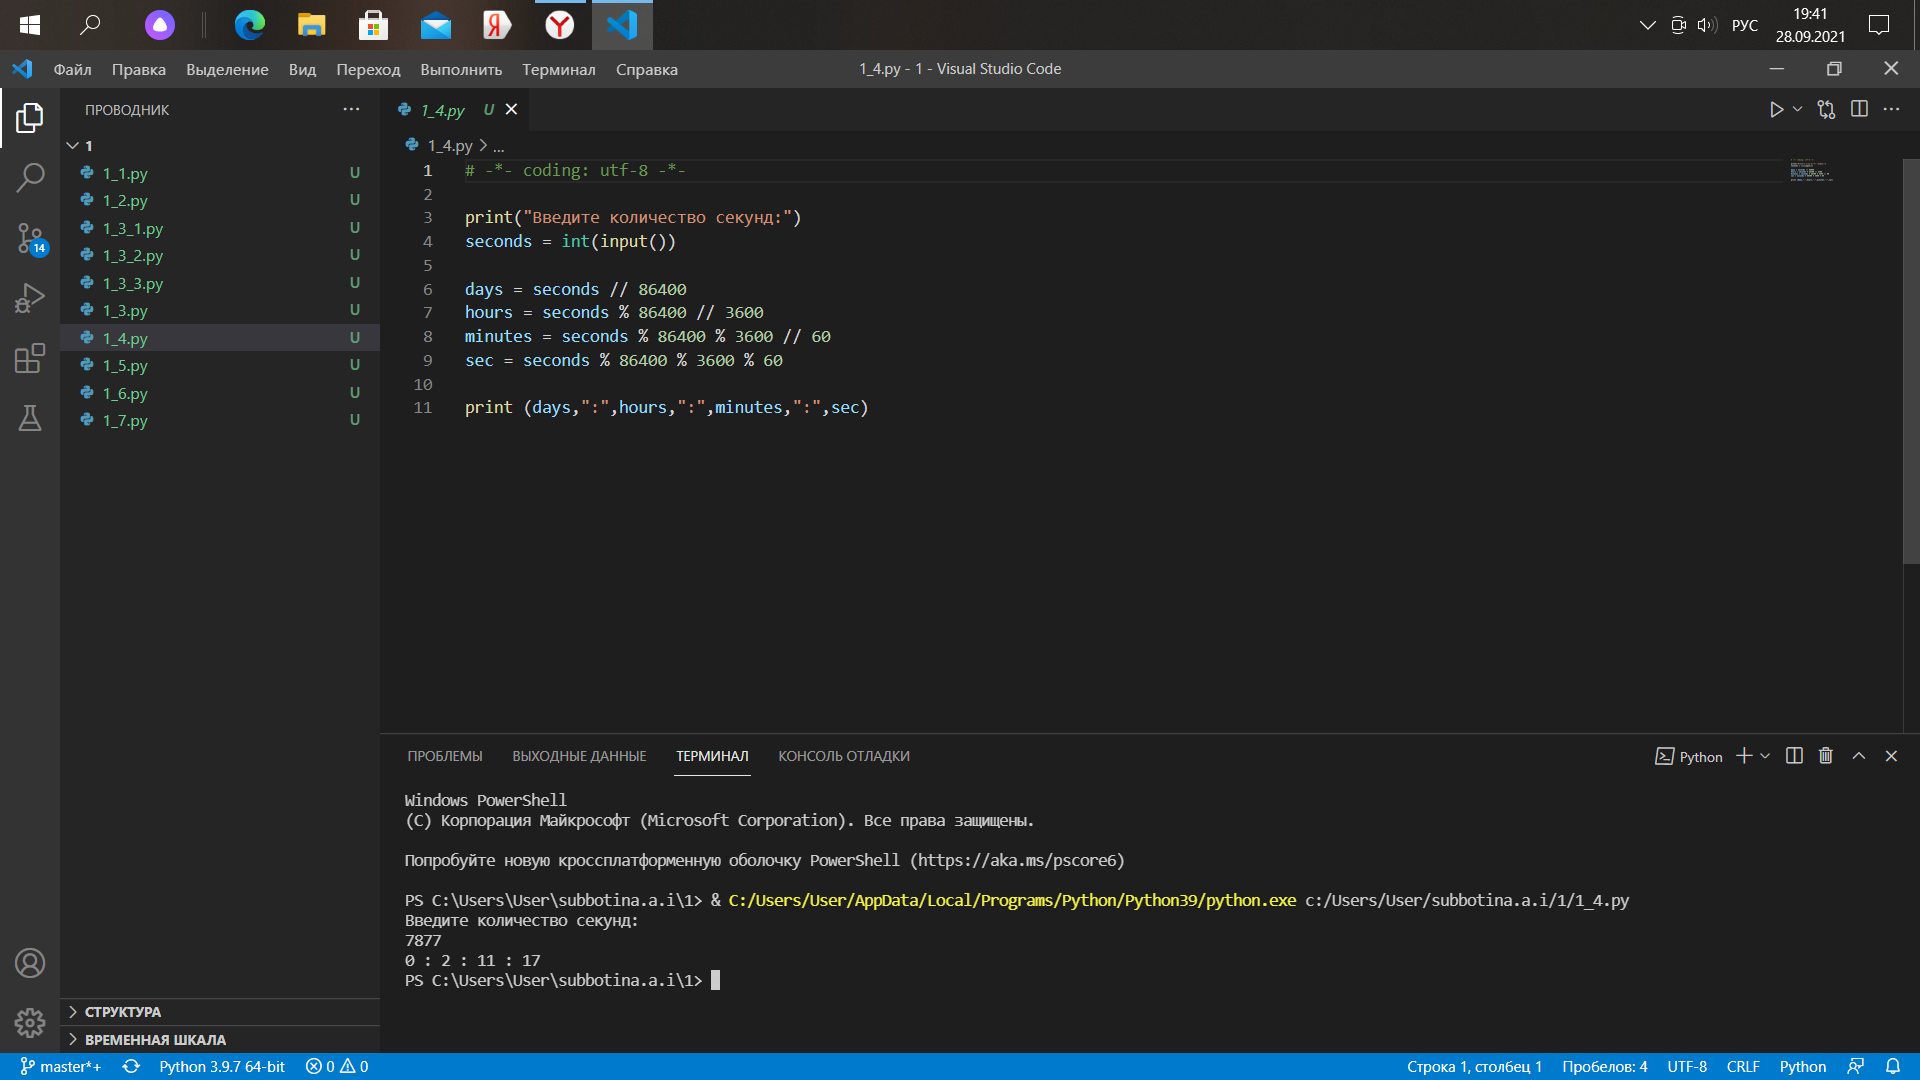 19:41
РУС
28.09.2021
Файл Правка Выделение Вид Переход Выполнить Терминал Справка
1_4.py - 1 - Visual Studio Code
ПРОВОДНИК
1
1_1.py U
1_2.py U
1_3_1.py U
1_3_2.py U
1_3_3.py U
1_3.py U
1_4.py U
1_5.py U
1_6.py U
1_7.py U
14
СТРУКТУРА
ВРЕМЕННАЯ ШКАЛА
1_4.py U
1_4.py > ...
1 # -*- coding: utf-8 -*-
2
3 print("Введите количество секунд:")
4 seconds = int(input())
5
6 days = seconds // 86400
7 hours = seconds % 86400 // 3600
8 minutes = seconds % 86400 % 3600 // 60
9 sec = seconds % 86400 % 3600 % 60
10
11 print (days,":",hours,":",minutes,":",sec)
ПРОБЛЕМЫ ВЫХОДНЫЕ ДАННЫЕ ТЕРМИНАЛ КОНСОЛЬ ОТЛАДКИ
Python
Windows PowerShell
(C) Корпорация Майкрософт (Microsoft Corporation). Все права защищены.
Попробуйте новую кроссплатформенную оболочку PowerShell (https://aka.ms/pscore6)
PS C:\Users\User\subbotina.a.i\1> & C:/Users/User/AppData/Local/Programs/Python/Python39/python.exe c:/Users/User/subbotina.a.i/1/1_4.py
Введите количество секунд:
7877
0 : 2 : 11 : 17
PS C:\Users\User\subbotina.a.i\1>
master*+ Python 3.9.7 64-bit 0 0
Строка 1, столбец 1 Пробелов: 4 UTF-8 CRLF Python